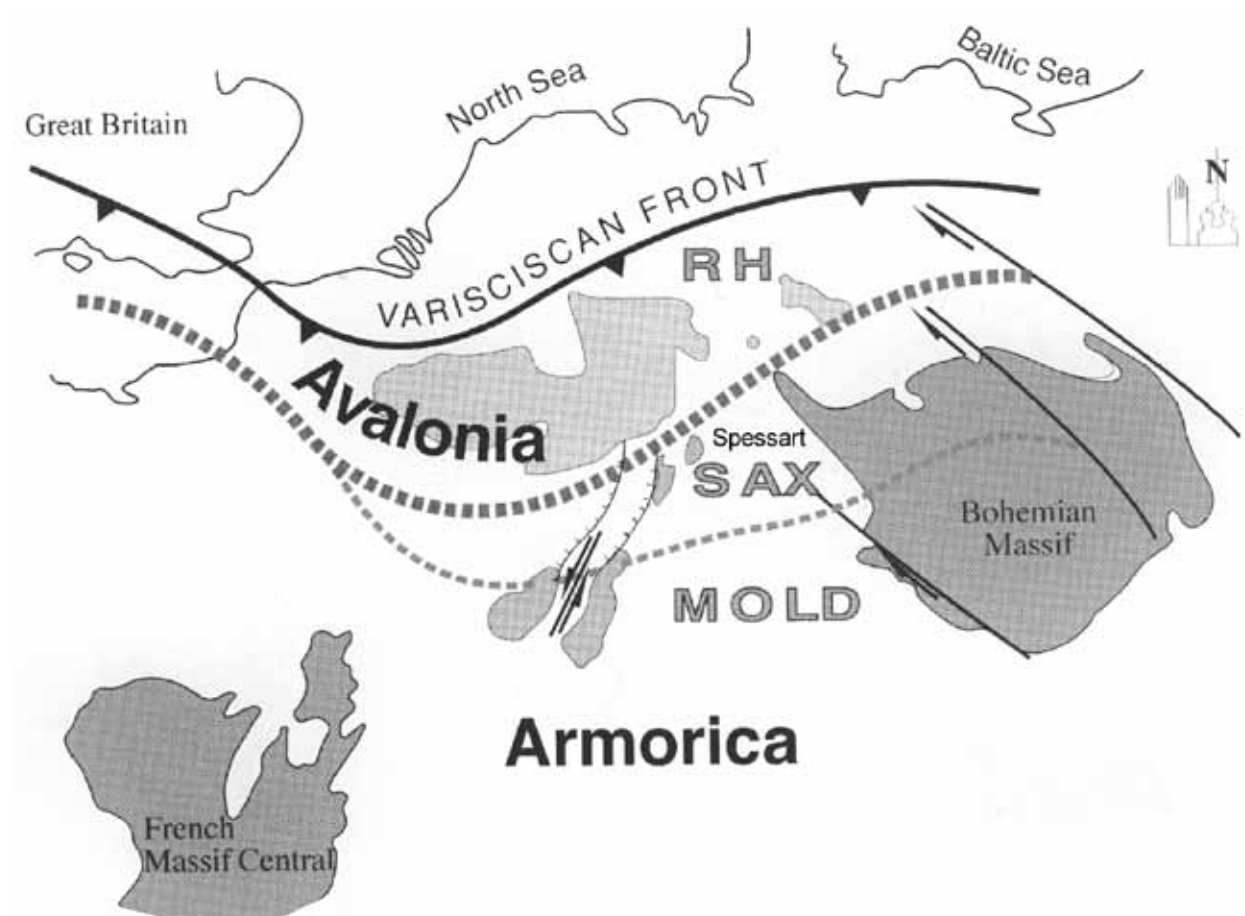 Great Britain
North Sea
Baltic Sea
N
VARISCISCAN FRONT
RH
Avalonia
Spessart
SAX
Bohemian
Massif
MOLD
Armorica
French
Massif Central